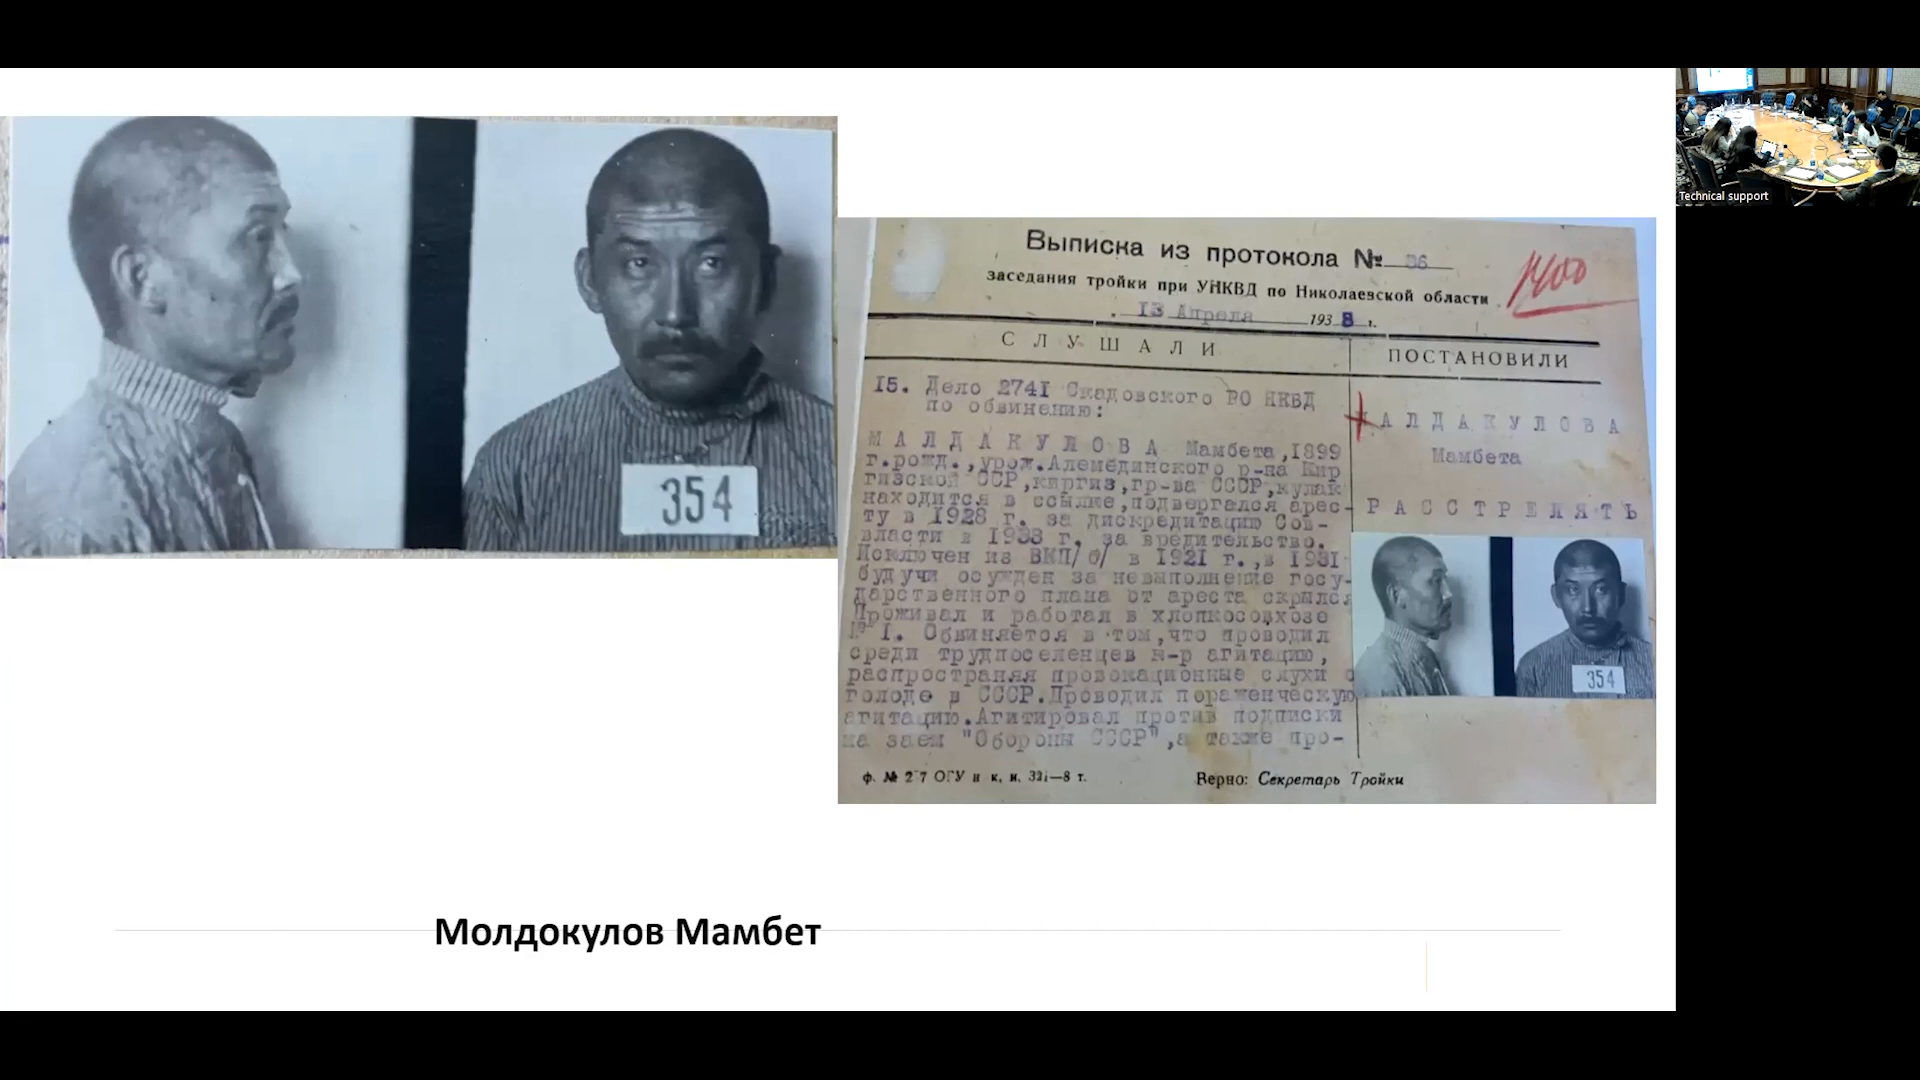 Technical support
354
Выписка из протокола №
заседания тройки при УНКВД по Николаевской области
13 Апреля 1938 г.
СЛУШАЛИ
ПОСТАНОВИЛИ
15. Дело 2741 Скадовского РО НКВД
по обвинению:
МАЛДАКУЛОВА Мамбета,1899
г.рожд.,урож.Аламединского р-на Кир
гизской ССР,киргиз,гр-ва СССР,кулак
находится в ссылке,подвергался арес-
ту в 1928 г. за дискредитацию Сов-
власти в 1933 г. за вредительство.
Исключен из ВКП/б/ в 1921 г.,в 1931
будучи осужден за невыполнение госу-
дарственного плана от ареста скрылся
Проживал и работал в хлопкосовхозе
№ 1. Обвиняется в том,что проводил
среди трудпоселенцев к-р агитацию,
распространяя провокационные слухи о
голоде в СССР.Проводил пораженческую
агитацию.Агитировал против подписки
на заем "Обороны СССР",а также про-
МАЛДАКУЛОВА
Мамбета
РАССТРЕЛЯТЬ
354
Верно: Секретарь Тройки
Молдокулов Мамбет